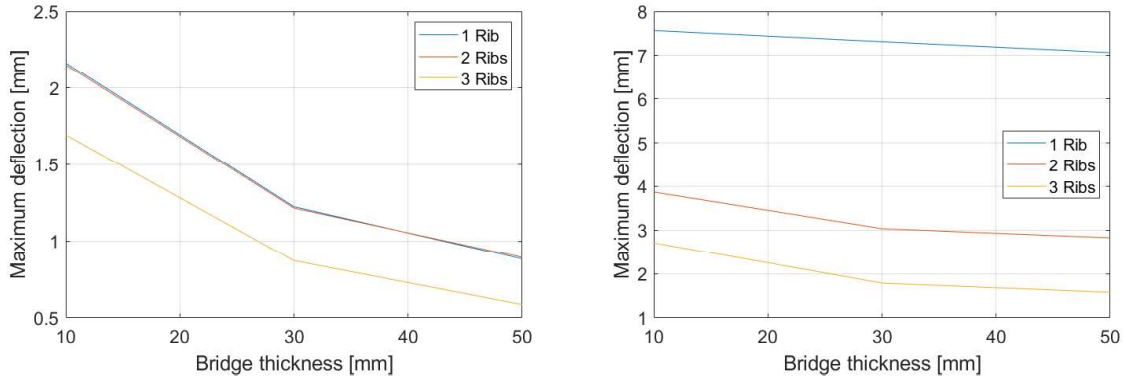 2.5
2
1.5
1
0.5
Maximum deflection [mm]
1 Rib
2 Ribs
3 Ribs
10 20 30 40 50
Bridge thickness [mm]
8
7
6
5
4
3
2
1
Maximum deflection [mm]
1 Rib
2 Ribs
3 Ribs
10 20 30 40 50
Bridge thickness [mm]